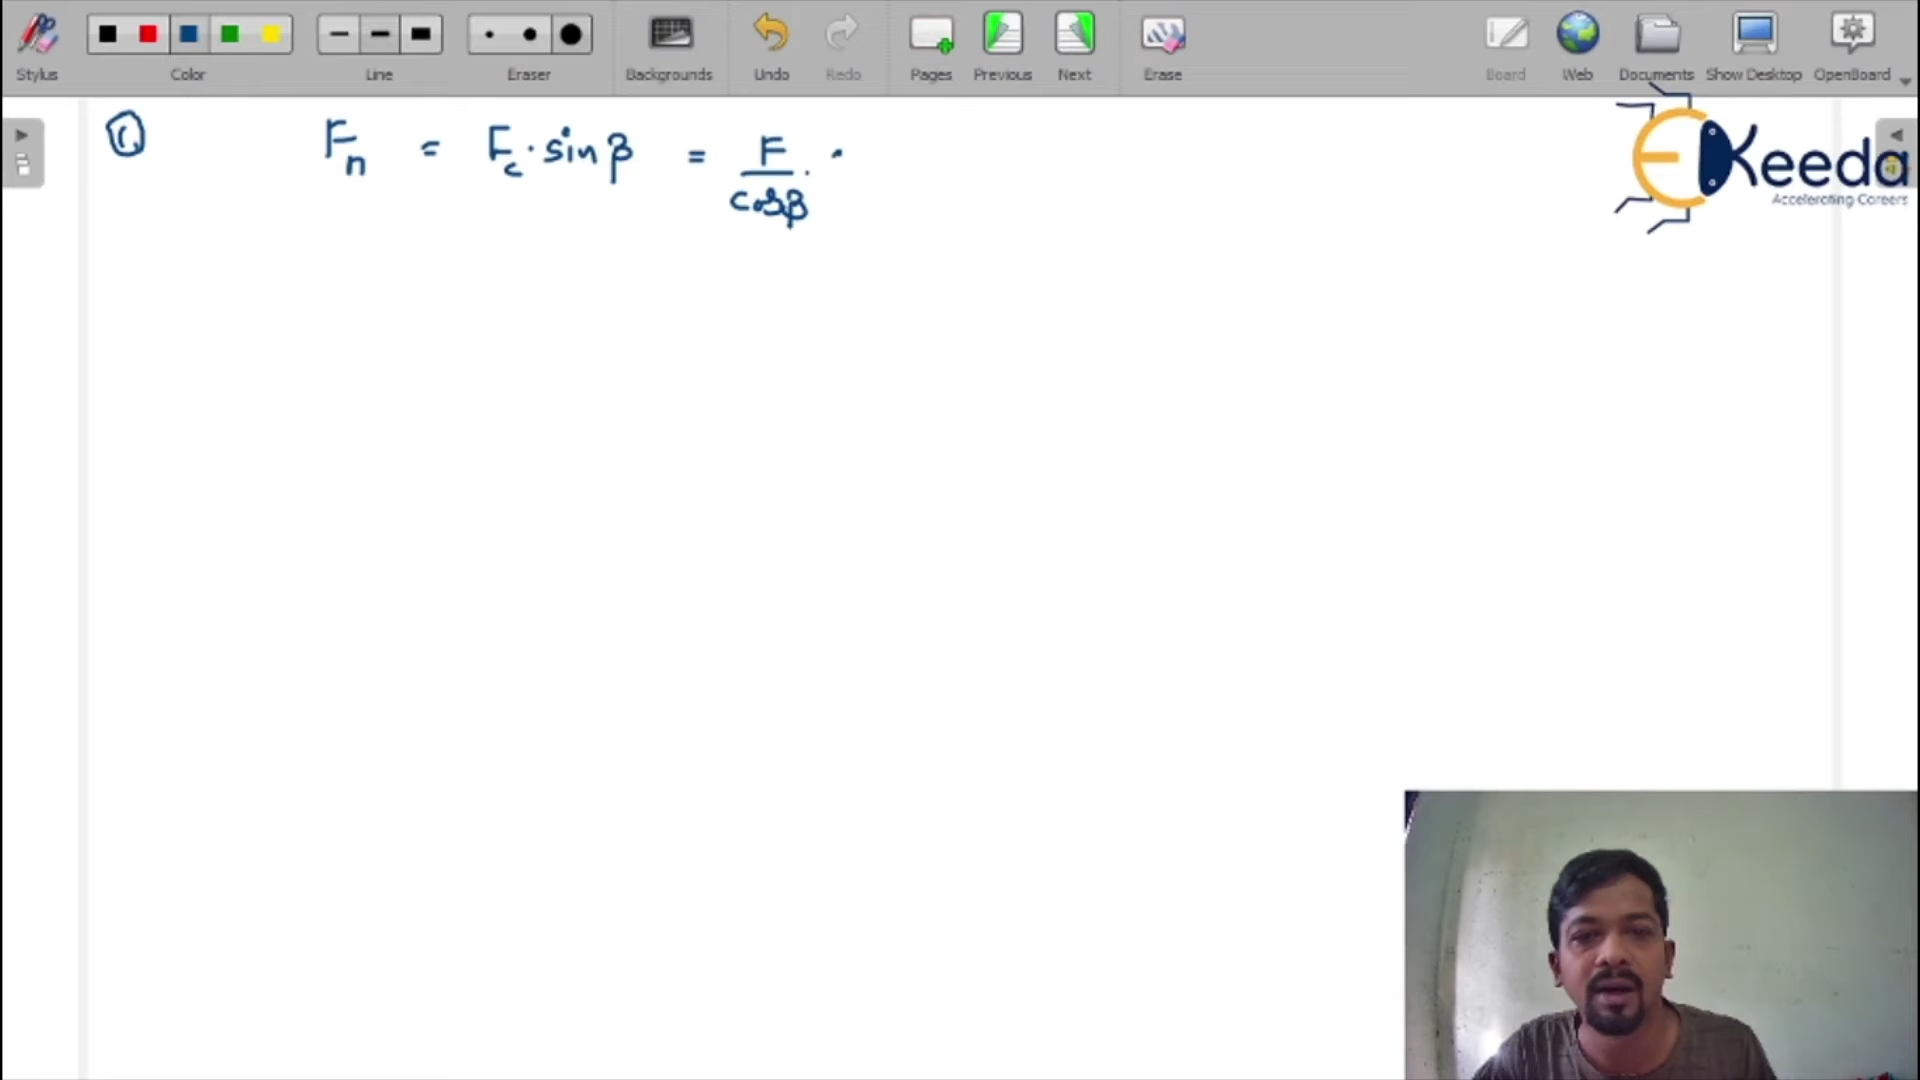 Stylus Color Line Eraser Backgrounds Undo Redo Pages Previous Next Erase Board Web Documents Show Desktop OpenBoard
① Fn = Fc · sin β = F / cos β ·
EKeeda
Accelerating Careers